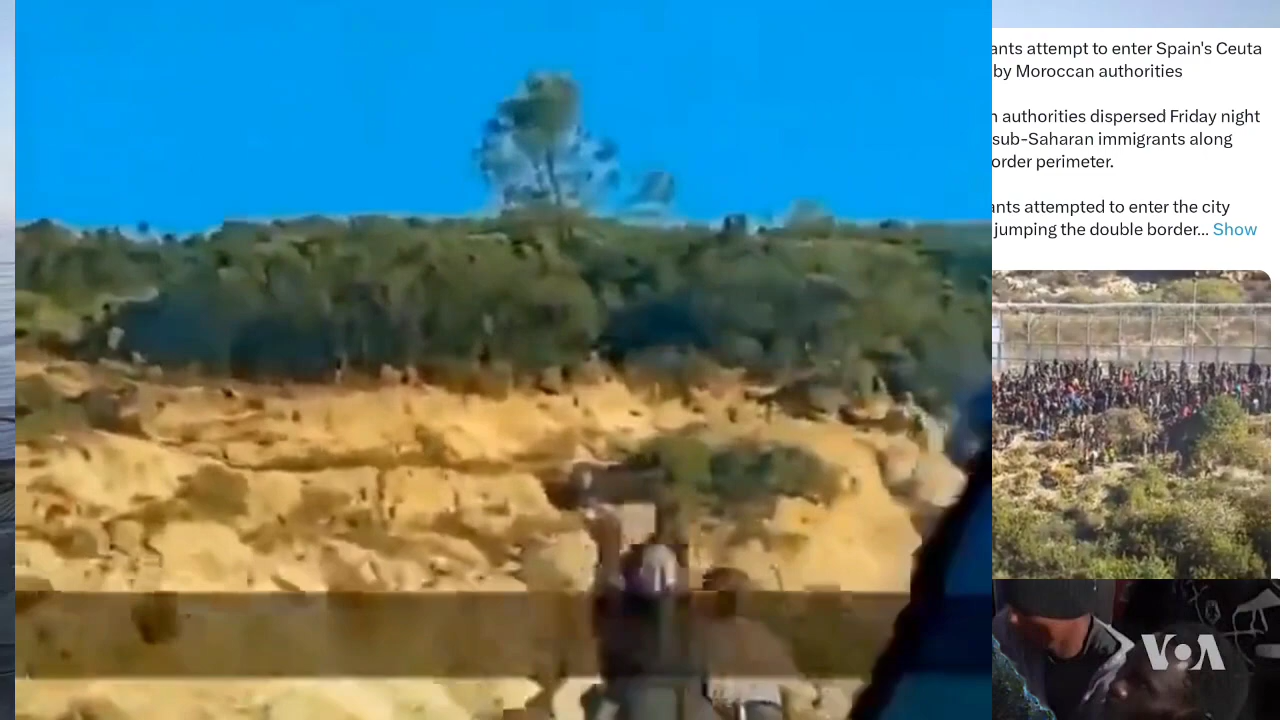 ants attempt to enter Spain's Ceuta
by Moroccan authorities
authorities dispersed Friday night
sub-Saharan immigrants along
order perimeter.
ants attempted to enter the city
jumping the double border... Show
VOA